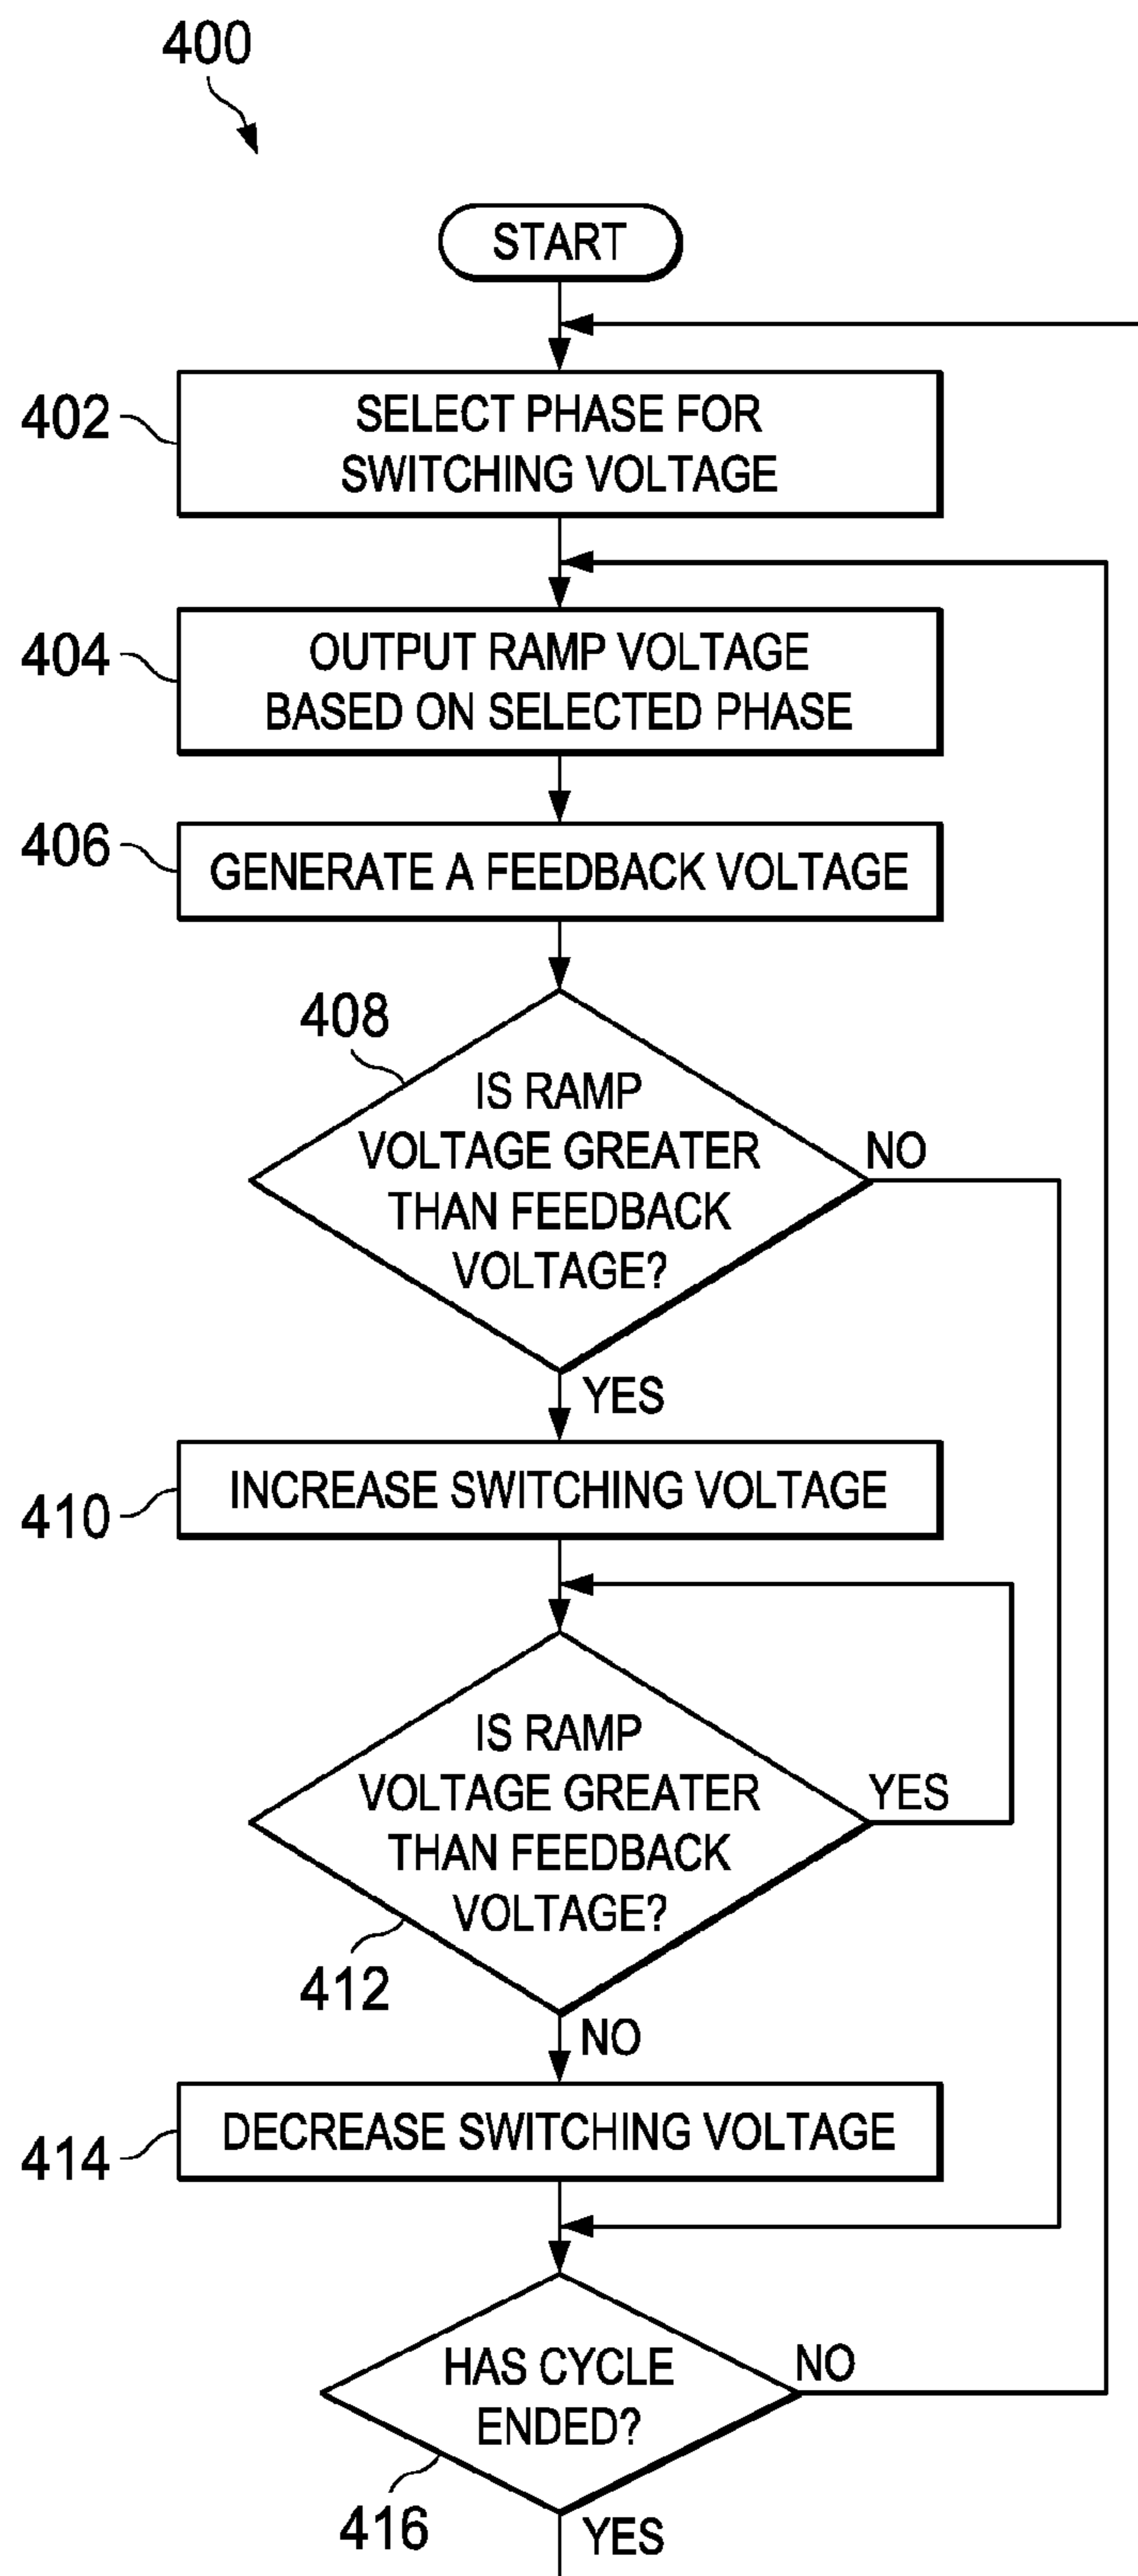 400
START
402
SELECT PHASE FOR
SWITCHING VOLTAGE
404
OUTPUT RAMP VOLTAGE
BASED ON SELECTED PHASE
406
GENERATE A FEEDBACK VOLTAGE
408
IS RAMP
VOLTAGE GREATER
THAN FEEDBACK
VOLTAGE?
NO
YES
410
INCREASE SWITCHING VOLTAGE
IS RAMP
VOLTAGE GREATER
THAN FEEDBACK
VOLTAGE?
YES
412
NO
414
DECREASE SWITCHING VOLTAGE
HAS CYCLE
ENDED?
NO
416
YES